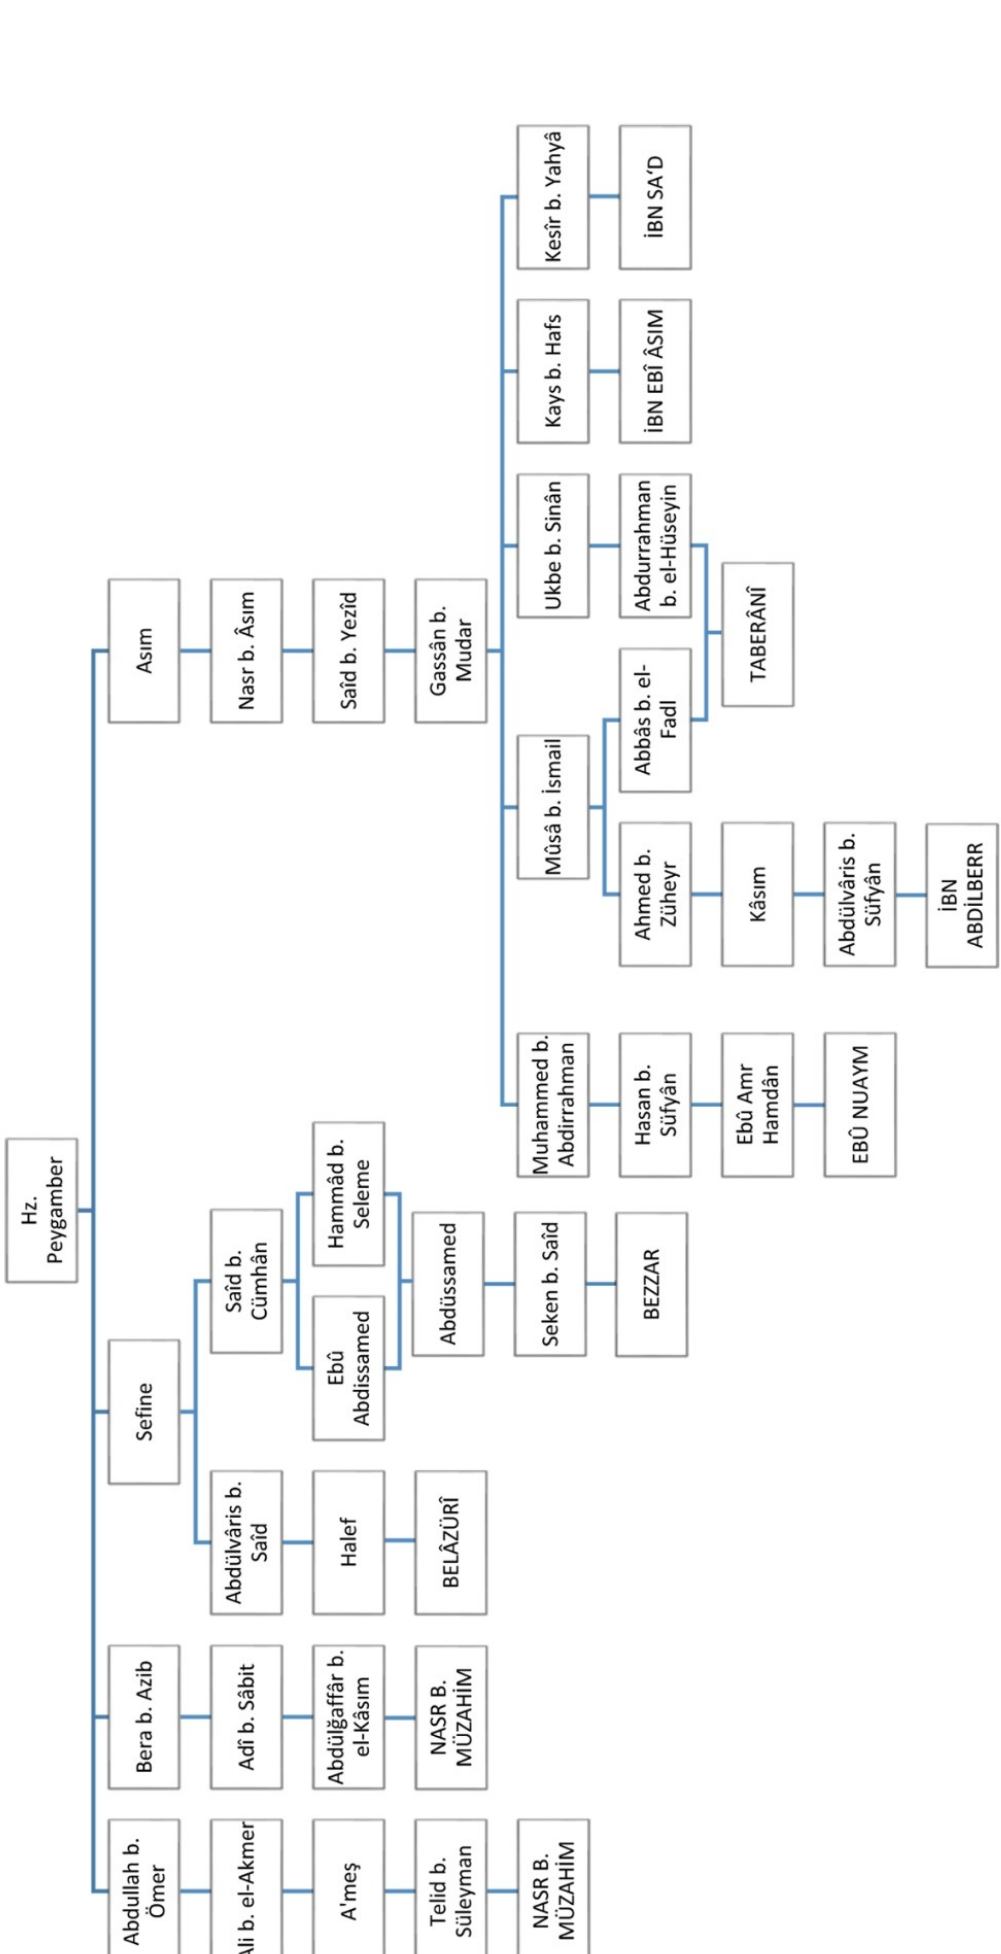 Hz.
Peygamber
Abdullah b.
Ömer
Bera b. Azib
Sefine
Asım
Ali b. el-Akmer
Adî b. Sâbit
Abdülvâris b.
Saîd
Saîd b.
Cümhân
Nasr b. Âsım
A'meş
Abdülğaffâr b.
el-Kâsım
Halef
Ebû
Abdissamed
Hammâd b.
Seleme
Saîd b. Yezîd
Telid b.
Süleyman
NASR B.
MÜZAHİM
BELÂZÜRÎ
Abdüssamed
Gassân b.
Mudar
NASR B.
MÜZAHİM
Seken b. Saîd
Muhammed b.
Abdirrahman
Mûsâ b. İsmail
Ukbe b. Sinân
Kays b. Hafs
Kesîr b. Yahyâ
BEZZAR
Hasan b.
Süfyân
Ahmed b.
Züheyr
Abbâs b. el-
Fadl
Abdurrahman
b. el-Hüseyin
İBN EBÎ ÂSIM
İBN SA'D
Ebû Amr
Hamdân
Kâsım
TABERÂNÎ
EBÛ NUAYM
Abdülvâris b.
Süfyân
İBN
ABDİLBERR